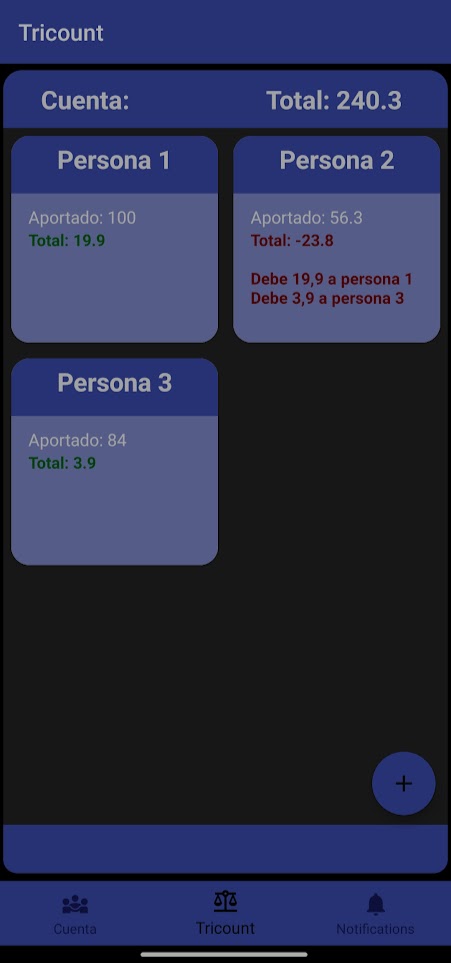 Tricount
Cuenta: Total: 240.3
Persona 1
Aportado: 100
Total: 19.9
Persona 2
Aportado: 56.3
Total: -23.8
Debe 19,9 a persona 1
Debe 3,9 a persona 3
Persona 3
Aportado: 84
Total: 3.9
+
Cuenta
Tricount
Notifications